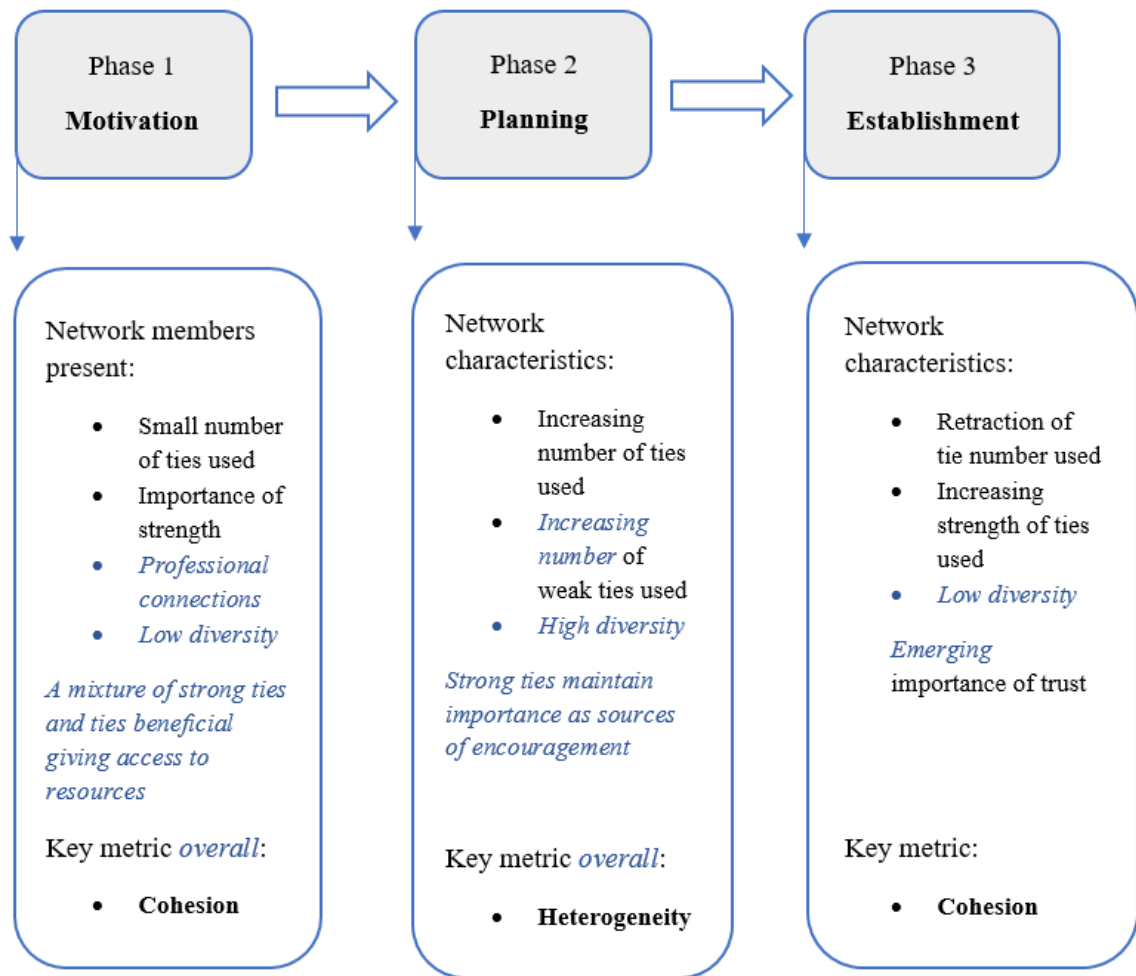 Phase 1
Motivation
Phase 2
Planning
Phase 3
Establishment
Network members
present:
• Small number
of ties used
• Importance of
strength
• Professional
connections
• Low diversity
A mixture of strong ties
and ties beneficial
giving access to
resources
Key metric overall:
• Cohesion
Network
characteristics:
• Increasing
number of ties
used
• Increasing
number of
weak ties used
• High diversity
Strong ties maintain
importance as sources
of encouragement
Key metric overall:
• Heterogeneity
Network
characteristics:
• Retraction of
tie number used
• Increasing
strength of ties
used
• Low diversity
Emerging
importance of trust
Key metric:
• Cohesion